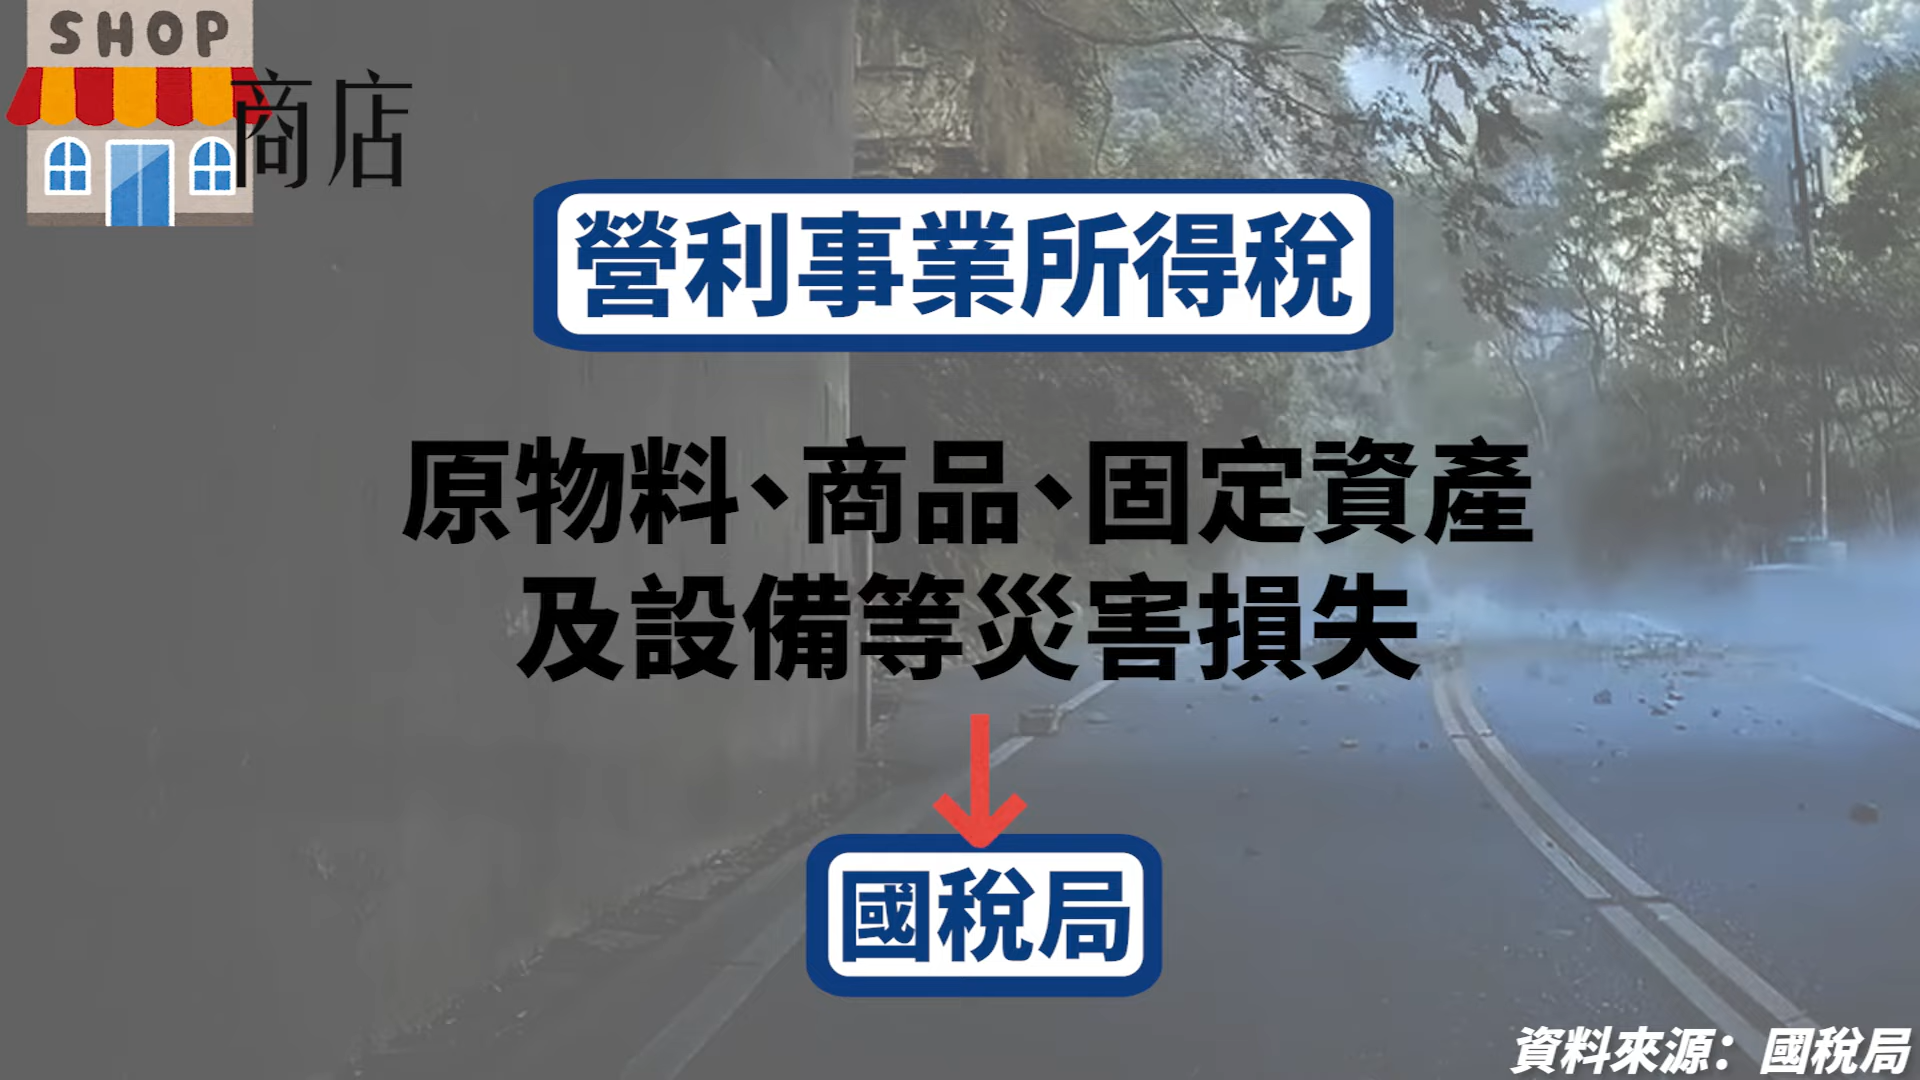 SHOP
商店
營利事業所得稅
原物料、商品、固定資產
及設備等災害損失
國稅局
資料來源：國稅局